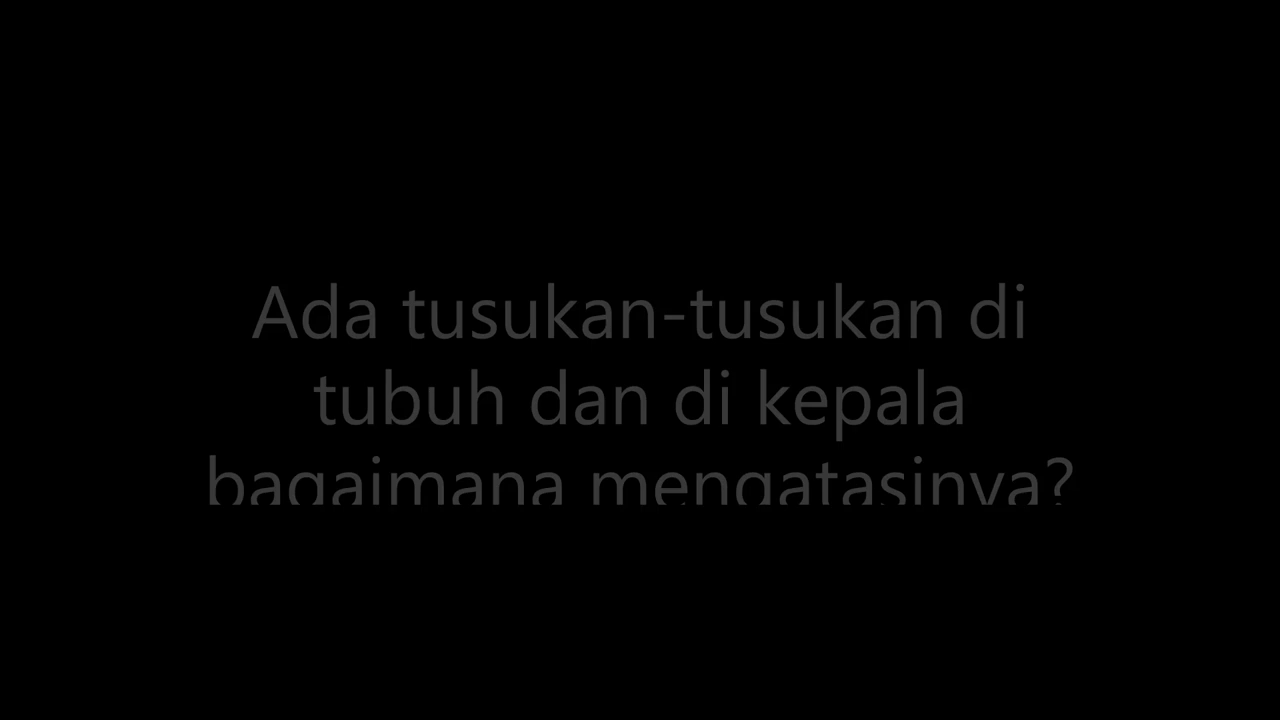 Ada tusukan-tusukan di
tubuh dan di kepala
bagaimana mengatasinya?